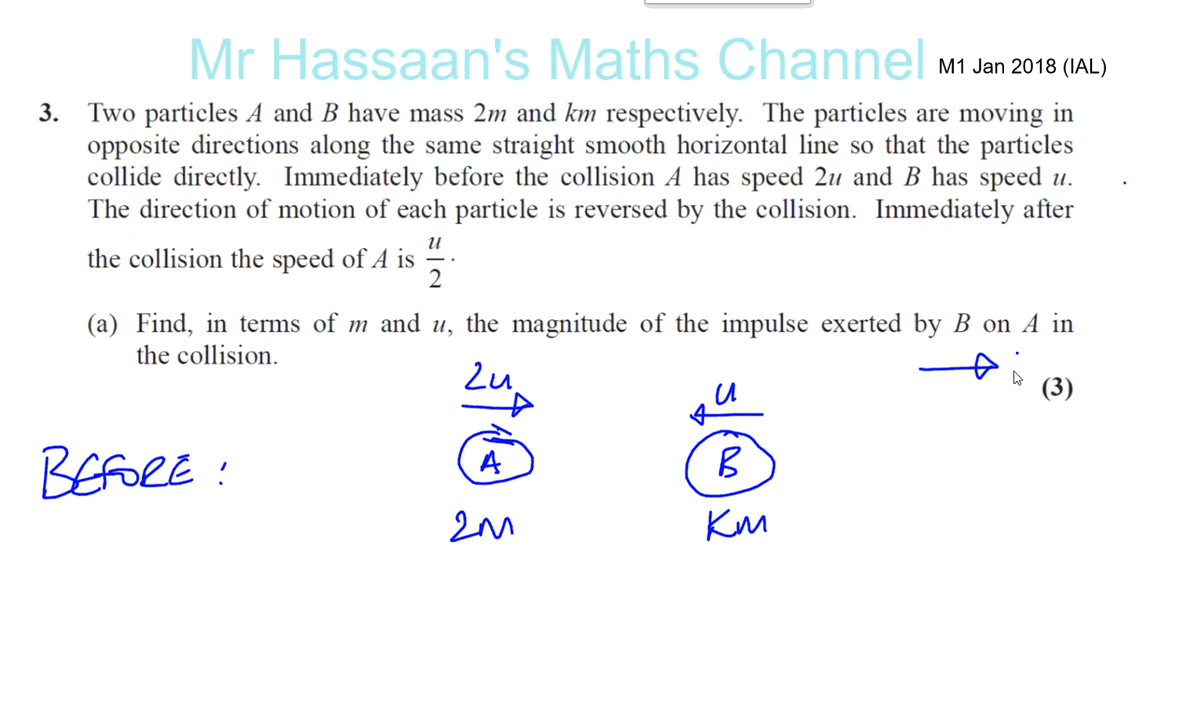 Mr Hassaan's Maths Channel M1 Jan 2018 (IAL)
3. Two particles A and B have mass 2m and km respectively. The particles are moving in
opposite directions along the same straight smooth horizontal line so that the particles
collide directly. Immediately before the collision A has speed 2u and B has speed u.
The direction of motion of each particle is reversed by the collision. Immediately after
the collision the speed of A is u/2.
(a) Find, in terms of m and u, the magnitude of the impulse exerted by B on A in
the collision.
(3)
2u u
BEFORE : A B
2m km